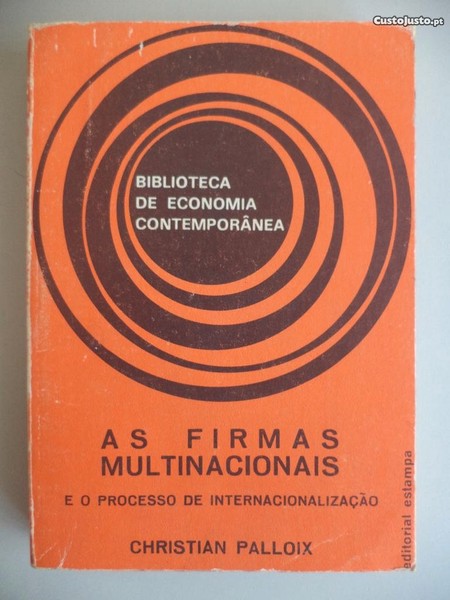 CustoJusto.pt
BIBLIOTECA
DE ECONOMIA
CONTEMPORÂNEA
AS FIRMAS
MULTINACIONAIS
E O PROCESSO DE INTERNACIONALIZAÇÃO
CHRISTIAN PALLOIX
editorial estampa